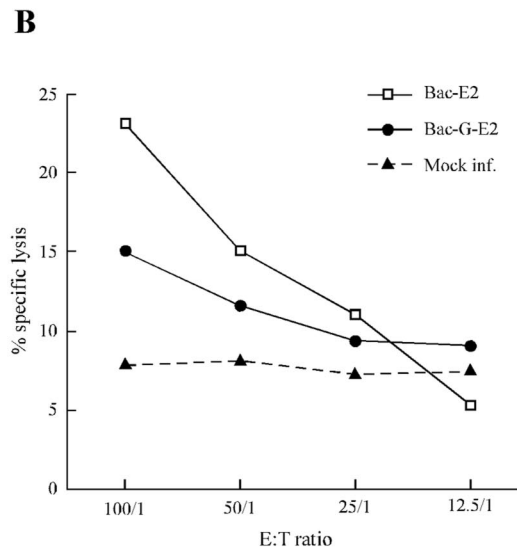 B
25
20
15
10
5
0
% specific lysis
Bac-E2
Bac-G-E2
Mock inf.
100/1 50/1 25/1 12.5/1
E:T ratio